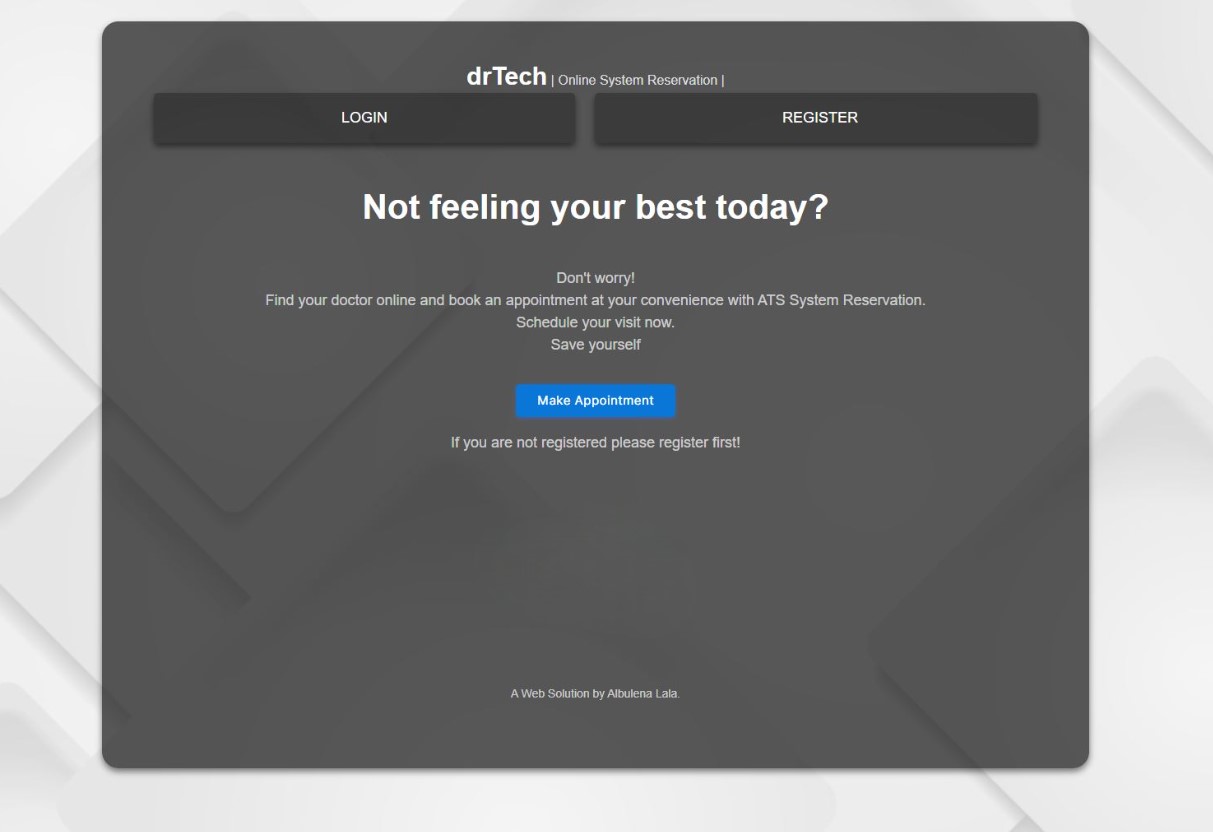 drTech | Online System Reservation |
LOGIN
REGISTER
Not feeling your best today?
Don't worry!
Find your doctor online and book an appointment at your convenience with ATS System Reservation.
Schedule your visit now.
Save yourself
Make Appointment
If you are not registered please register first!
A Web Solution by Albulena Lala.